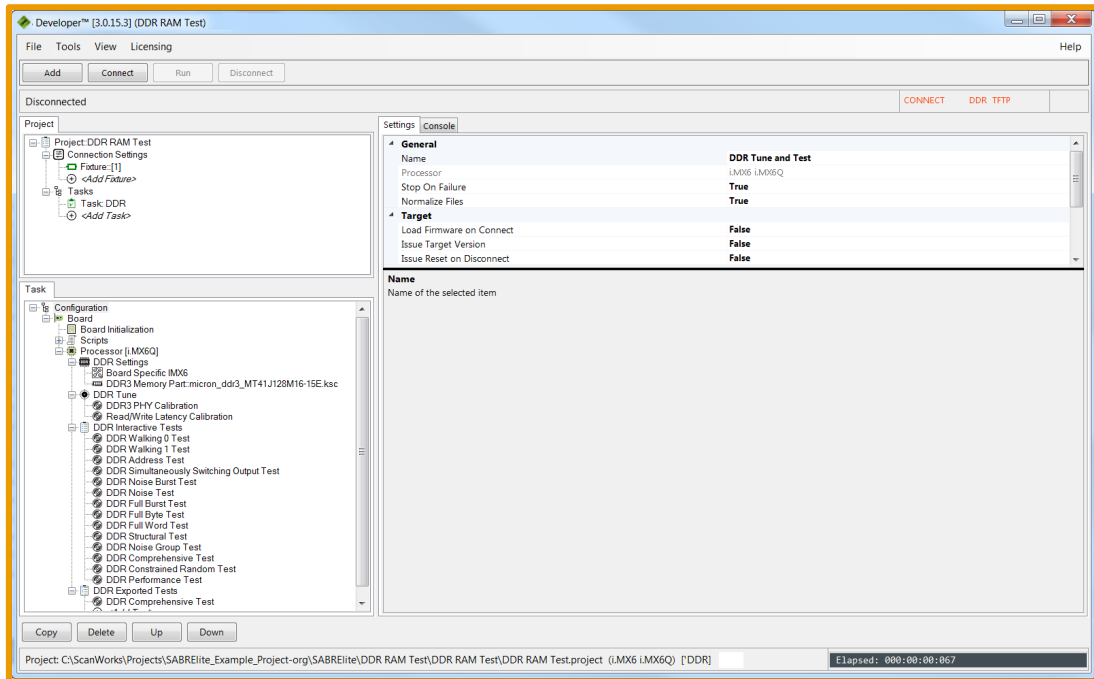 Developer™ [3.0.15.3] (DDR RAM Test)
File Tools View Licensing Help
Add Connect Run Disconnect
Disconnected CONNECT DDR TFTP
Project
Project:DDR RAM Test
Connection Settings
Fixture:[1]
<Add Fixture>
Tasks
Task: DDR
<Add Task>
Settings Console
General
Name DDR Tune and Test
Processor i.MX6 i.MX6Q
Stop On Failure True
Normalize Files True
Target
Load Firmware on Connect False
Issue Target Version False
Issue Reset on Disconnect False
Name
Name of the selected item
Task
Configuration
Board
Board Initialization
Scripts
Processor [i.MX6Q]
DDR Settings
Board Specific IMX6
DDR3 Memory Part:micron_ddr3_MT41J128M16-15E.ksc
DDR Tune
DDR3 PHY Calibration
Read/Write Latency Calibration
DDR Interactive Tests
DDR Walking 0 Test
DDR Walking 1 Test
DDR Address Test
DDR Simultaneously Switching Output Test
DDR Noise Burst Test
DDR Noise Test
DDR Full Burst Test
DDR Full Byte Test
DDR Full Word Test
DDR Structural Test
DDR Noise Group Test
DDR Comprehensive Test
DDR Constrained Random Test
DDR Performance Test
DDR Exported Tests
DDR Comprehensive Test
Copy Delete Up Down
Project: C:\ScanWorks\Projects\SABRElite_Example_Project-org\SABRElite\DDR RAM Test\DDR RAM Test\DDR RAM Test.project (i.MX6 i.MX6Q) ['DDR] Elapsed: 000:00:00:067